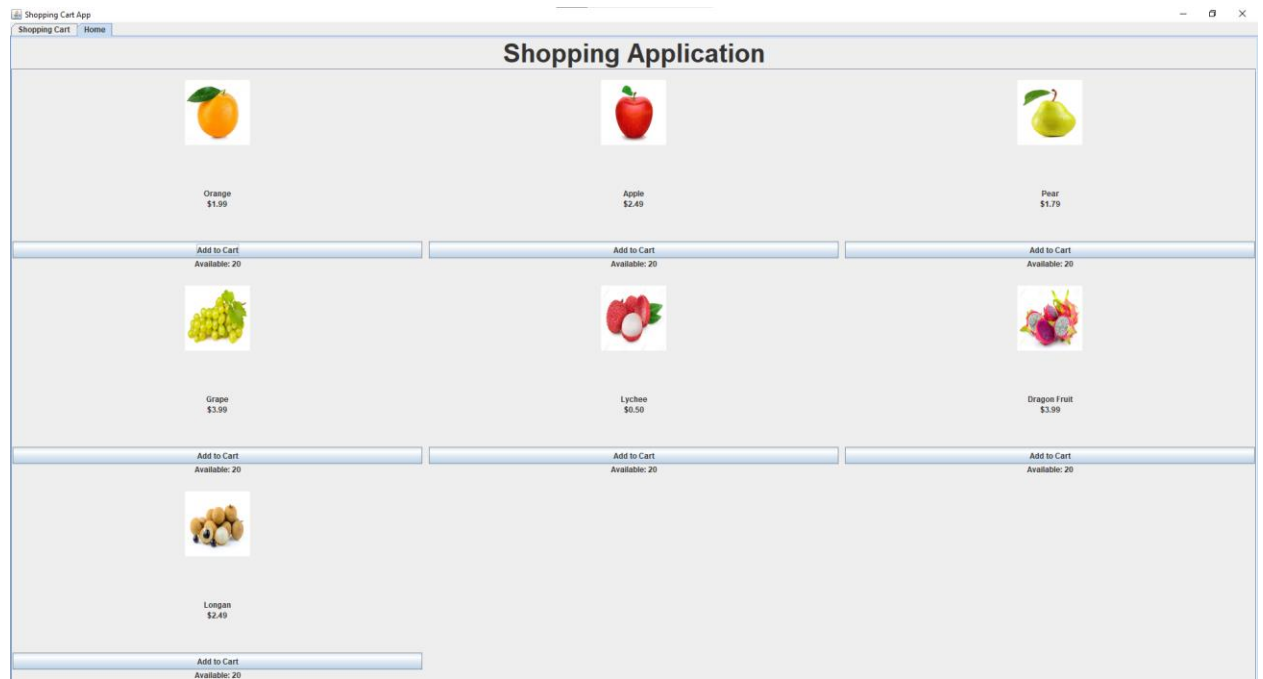 Shopping Cart App
Shopping Cart Home
Shopping Application
Orange
$1.99
Apple
$2.49
Pear
$1.79
Add to Cart
Add to Cart
Add to Cart
Available: 20
Available: 20
Available: 20
Grape
$3.99
Lychee
$0.50
Dragon Fruit
$3.99
Add to Cart
Add to Cart
Add to Cart
Available: 20
Available: 20
Available: 20
Longan
$2.49
Add to Cart
Available: 20